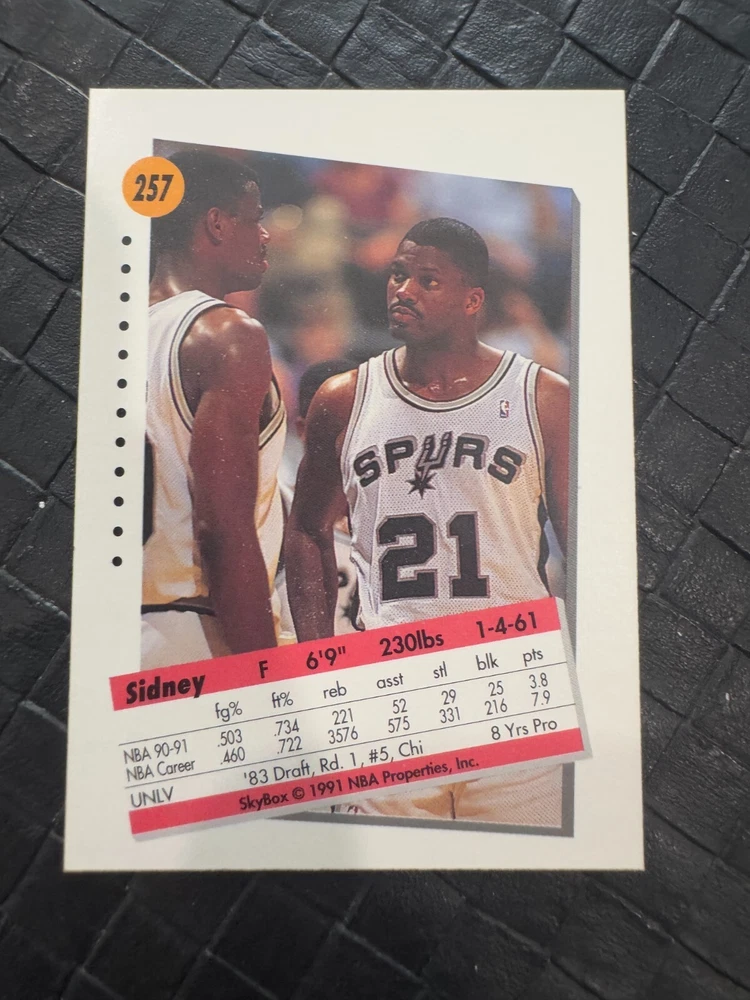 257
SPURS
21
Sidney F 6'9" 230lbs 1-4-61
fg% ft% reb asst stl blk pts
NBA 90-91 .503 .734 221 52 29 25 3.8
NBA Career .460 .722 3576 575 331 216 7.9
UNLV '83 Draft, Rd. 1, #5, Chi 8 Yrs Pro
SkyBox © 1991 NBA Properties, Inc.